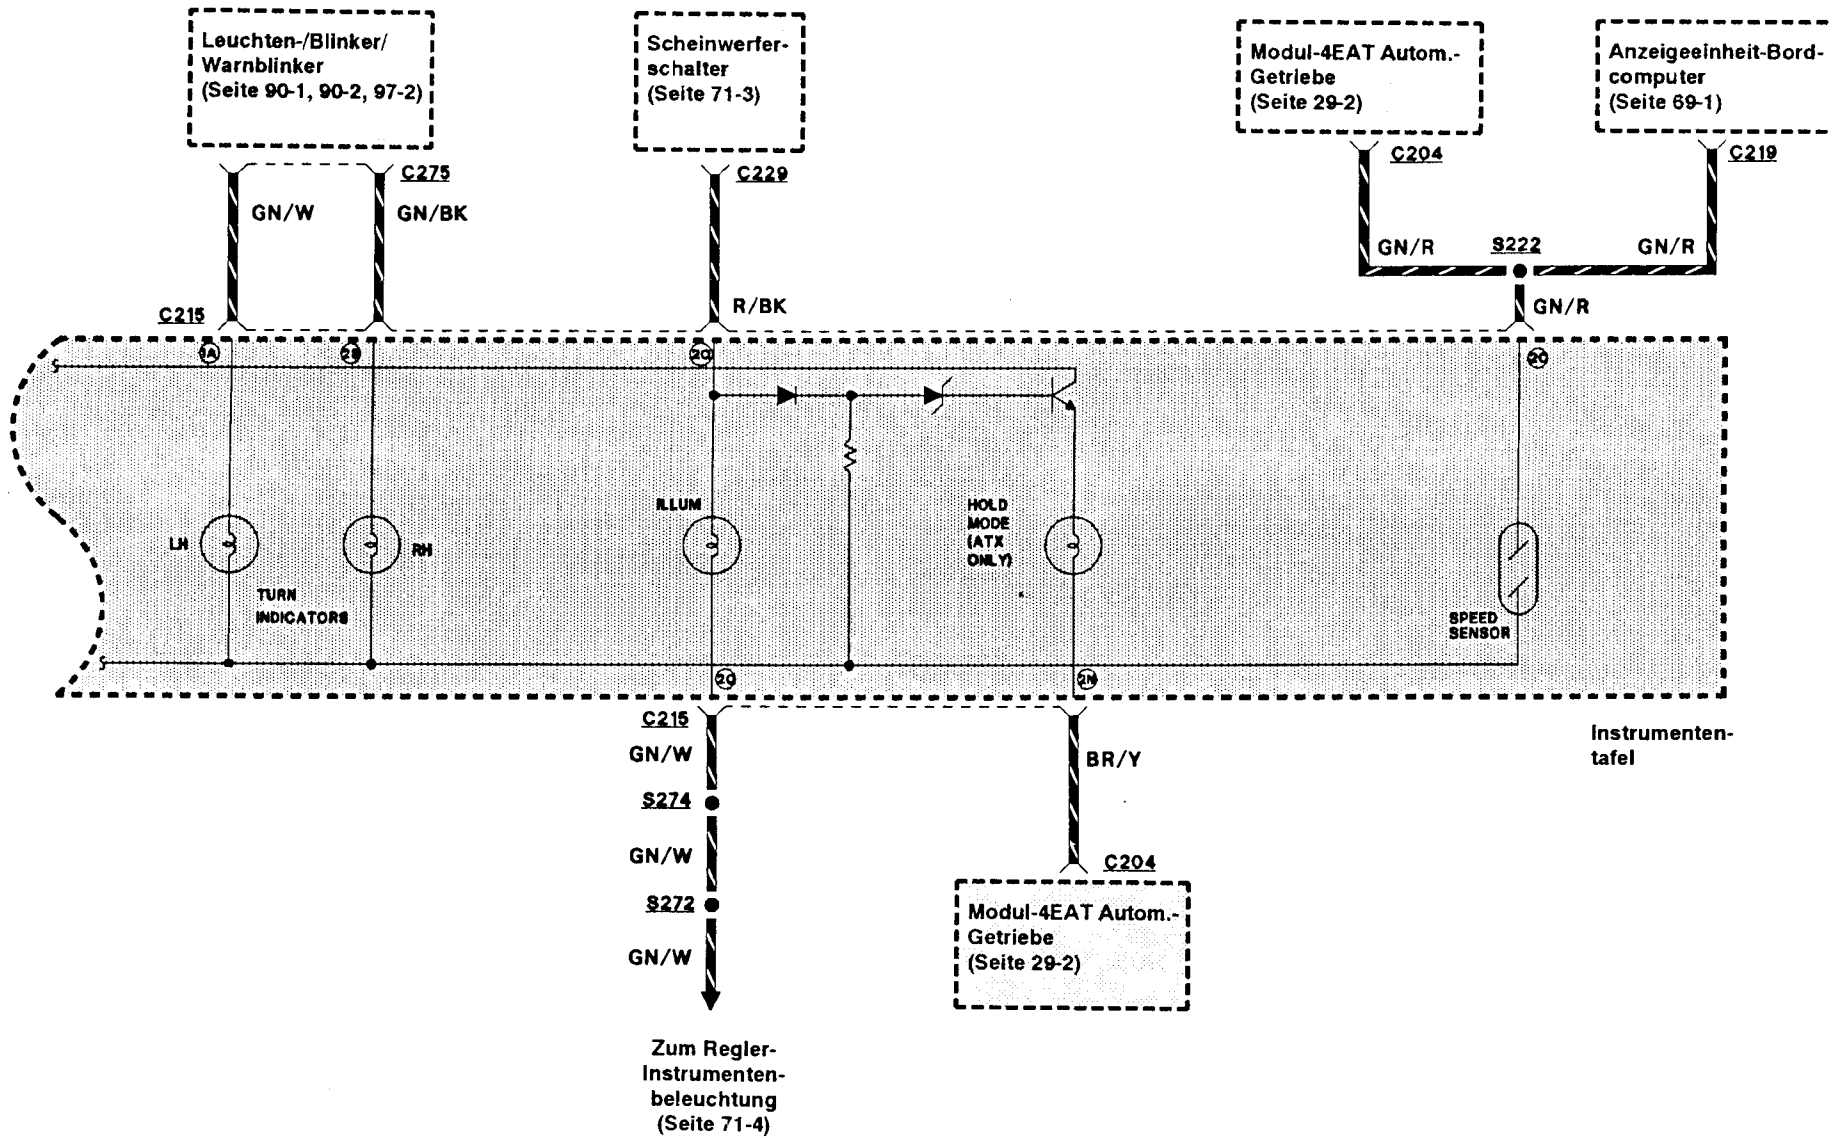 Leuchten-/Blinker/
Warnblinker
(Seite 90-1, 90-2, 97-2)
Scheinwerfer-
schalter
(Seite 71-3)
Modul-4EAT Autom.-
Getriebe
(Seite 29-2)
Anzeigeeinheit-Bord-
computer
(Seite 69-1)
C275
C229
C204
C219
GN/W
GN/BK
GN/R
S222
GN/R
C215
R/BK
GN/R
2B
2C
ILLUM
HOLD
MODE
(ATX
ONLY)
LH
RH
TURN
INDICATORS
SPEED
SENSOR
2N
C215
GN/W
BR/Y
Instrumenten-
tafel
S274
GN/W
C204
S272
GN/W
Modul-4EAT Autom.-
Getriebe
(Seite 29-2)
Zum Regler-
Instrumenten-
beleuchtung
(Seite 71-4)